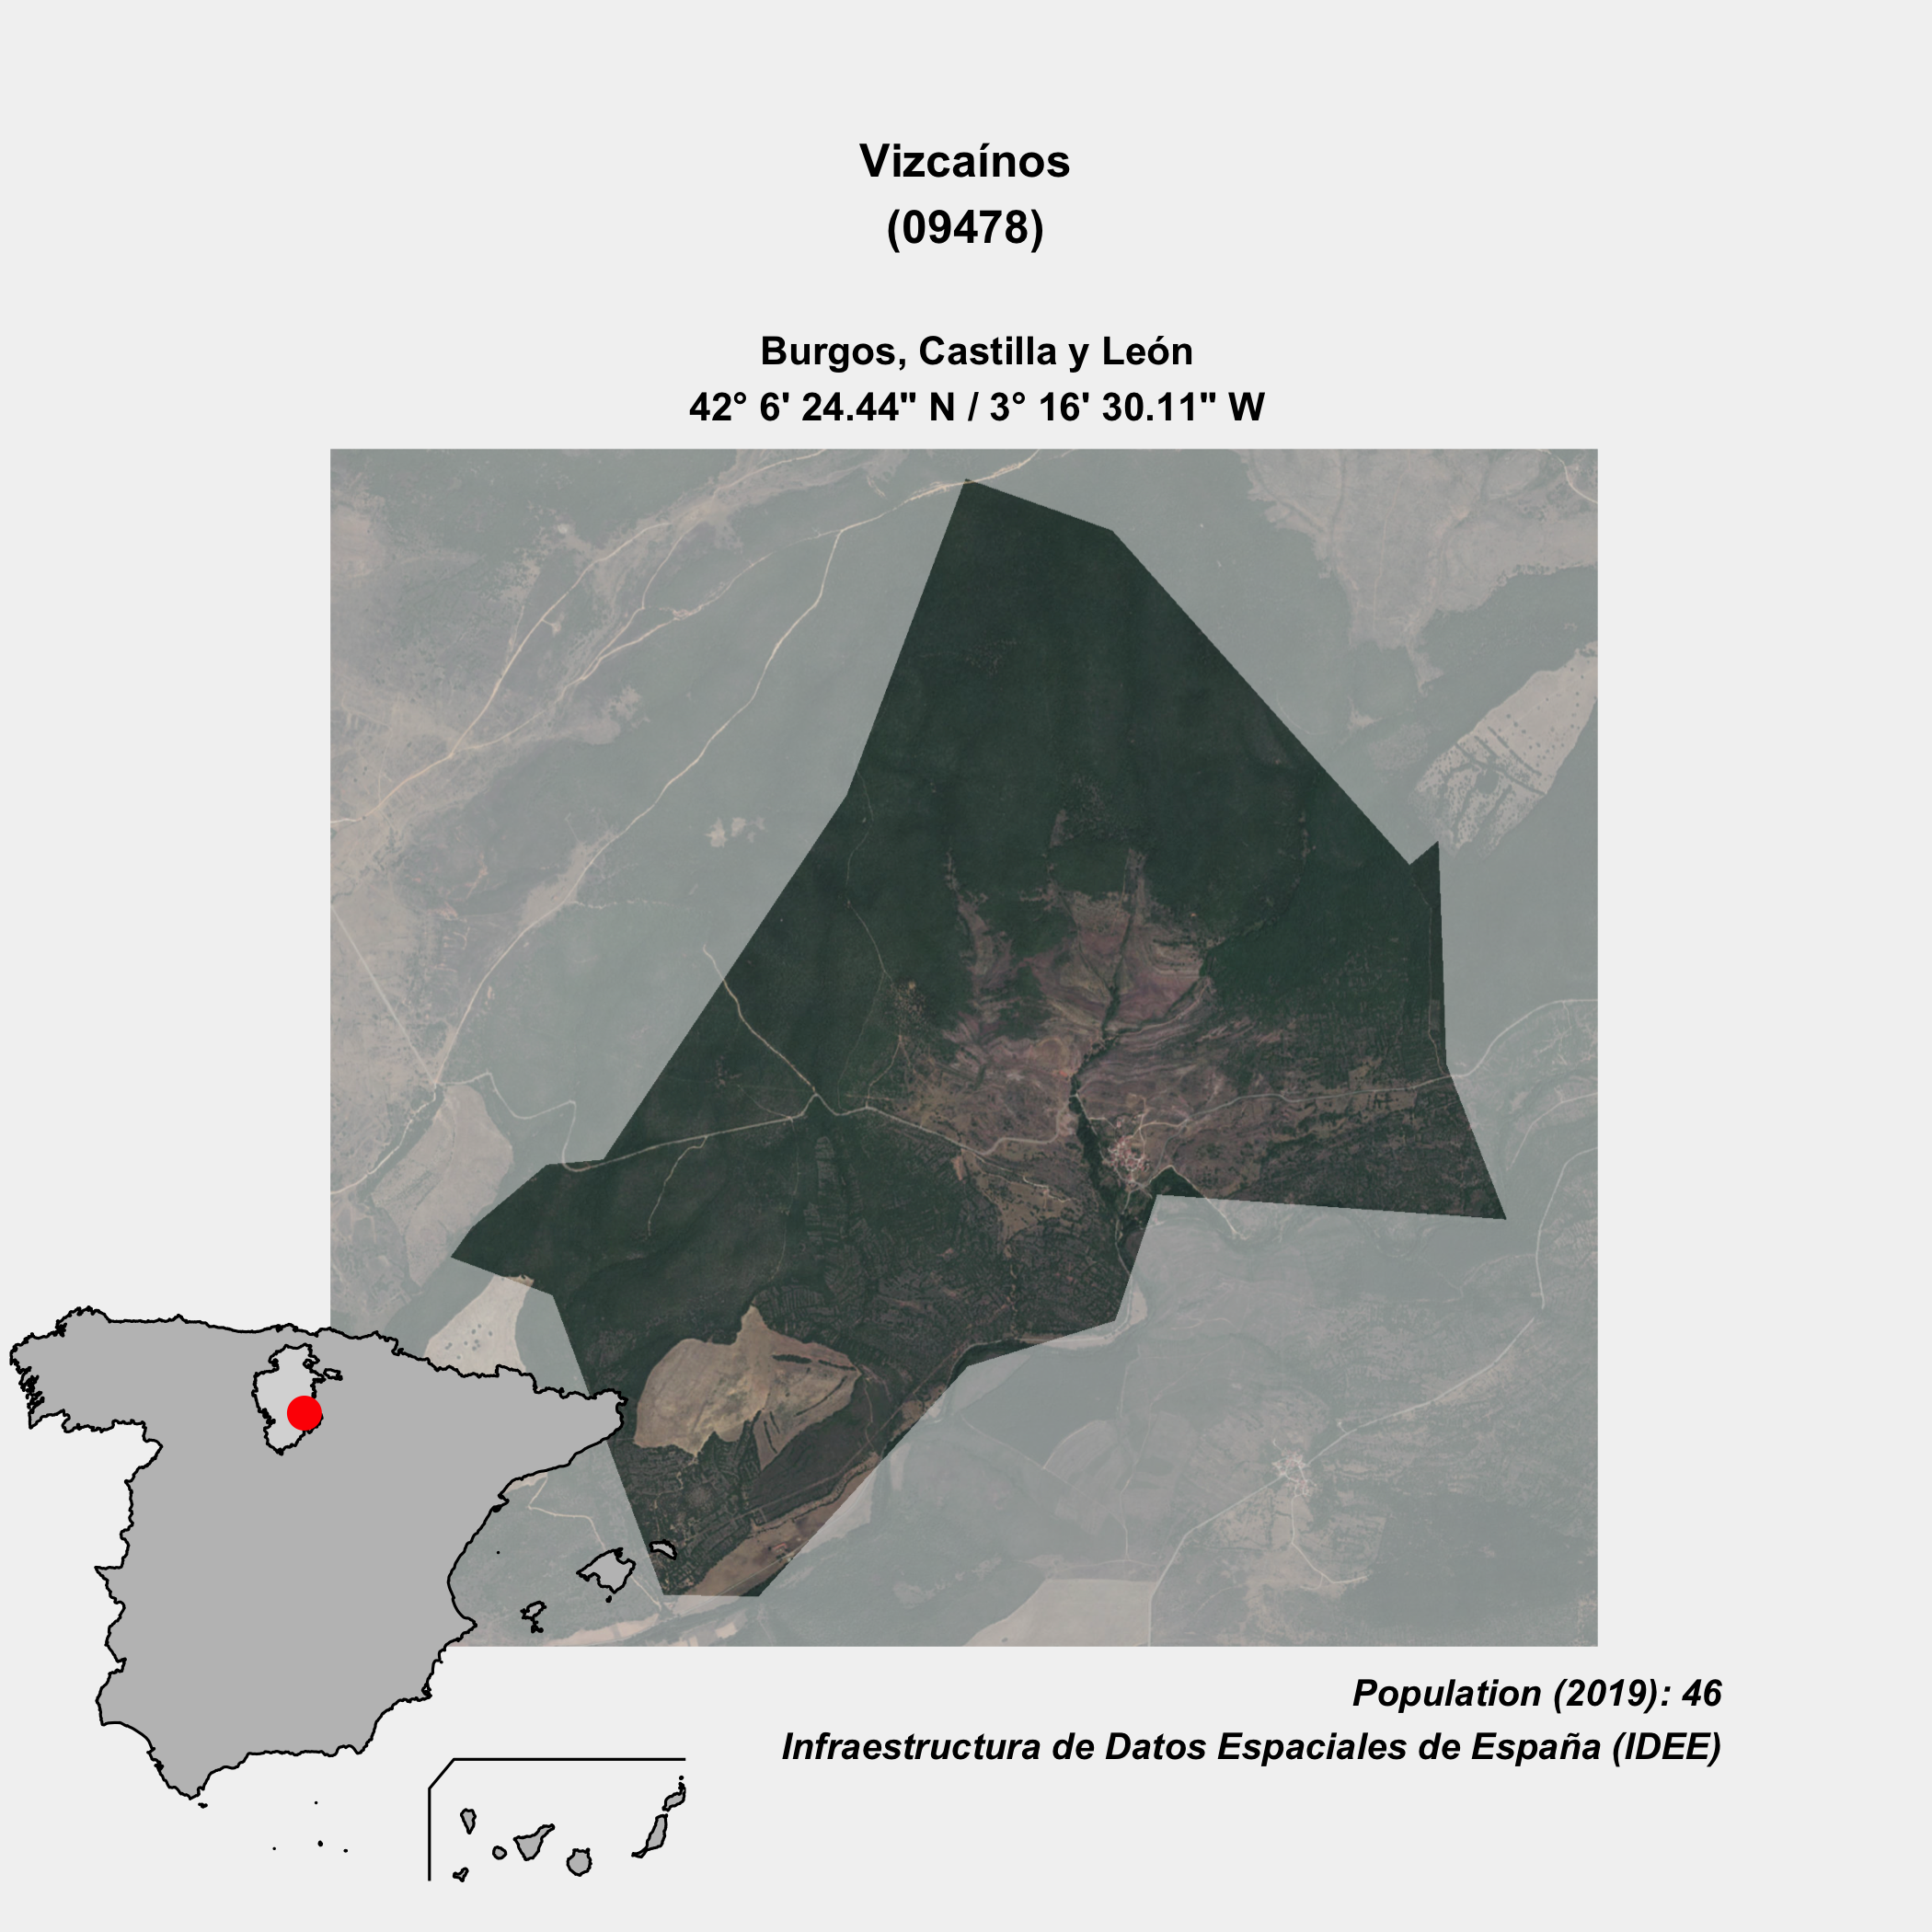 Vizcaínos
(09478)
Burgos, Castilla y León
42° 6' 24.44" N / 3° 16' 30.11" W
Population (2019): 46
Infraestructura de Datos Espaciales de España (IDEE)